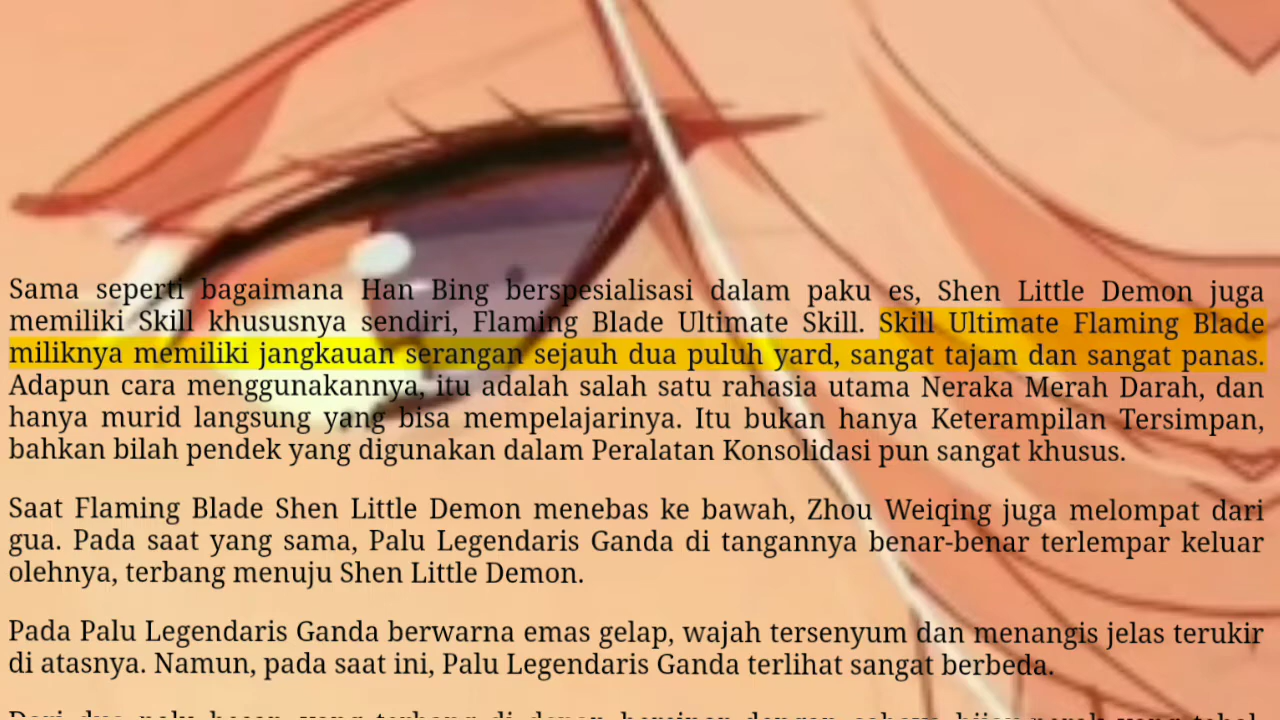 Sama seperti bagaimana Han Bing berspesialisasi dalam paku es, Shen Little Demon juga
memiliki Skill khususnya sendiri, Flaming Blade Ultimate Skill. Skill Ultimate Flaming Blade
miliknya memiliki jangkauan serangan sejauh dua puluh yard, sangat tajam dan sangat panas.
Adapun cara menggunakannya, itu adalah salah satu rahasia utama Neraka Merah Darah, dan
hanya murid langsung yang bisa mempelajarinya. Itu bukan hanya Keterampilan Tersimpan,
bahkan bilah pendek yang digunakan dalam Peralatan Konsolidasi pun sangat khusus.
Saat Flaming Blade Shen Little Demon menebas ke bawah, Zhou Weiqing juga melompat dari
gua. Pada saat yang sama, Palu Legendaris Ganda di tangannya benar-benar terlempar keluar
olehnya, terbang menuju Shen Little Demon.
Pada Palu Legendaris Ganda berwarna emas gelap, wajah tersenyum dan menangis jelas terukir
di atasnya. Namun, pada saat ini, Palu Legendaris Ganda terlihat sangat berbeda.